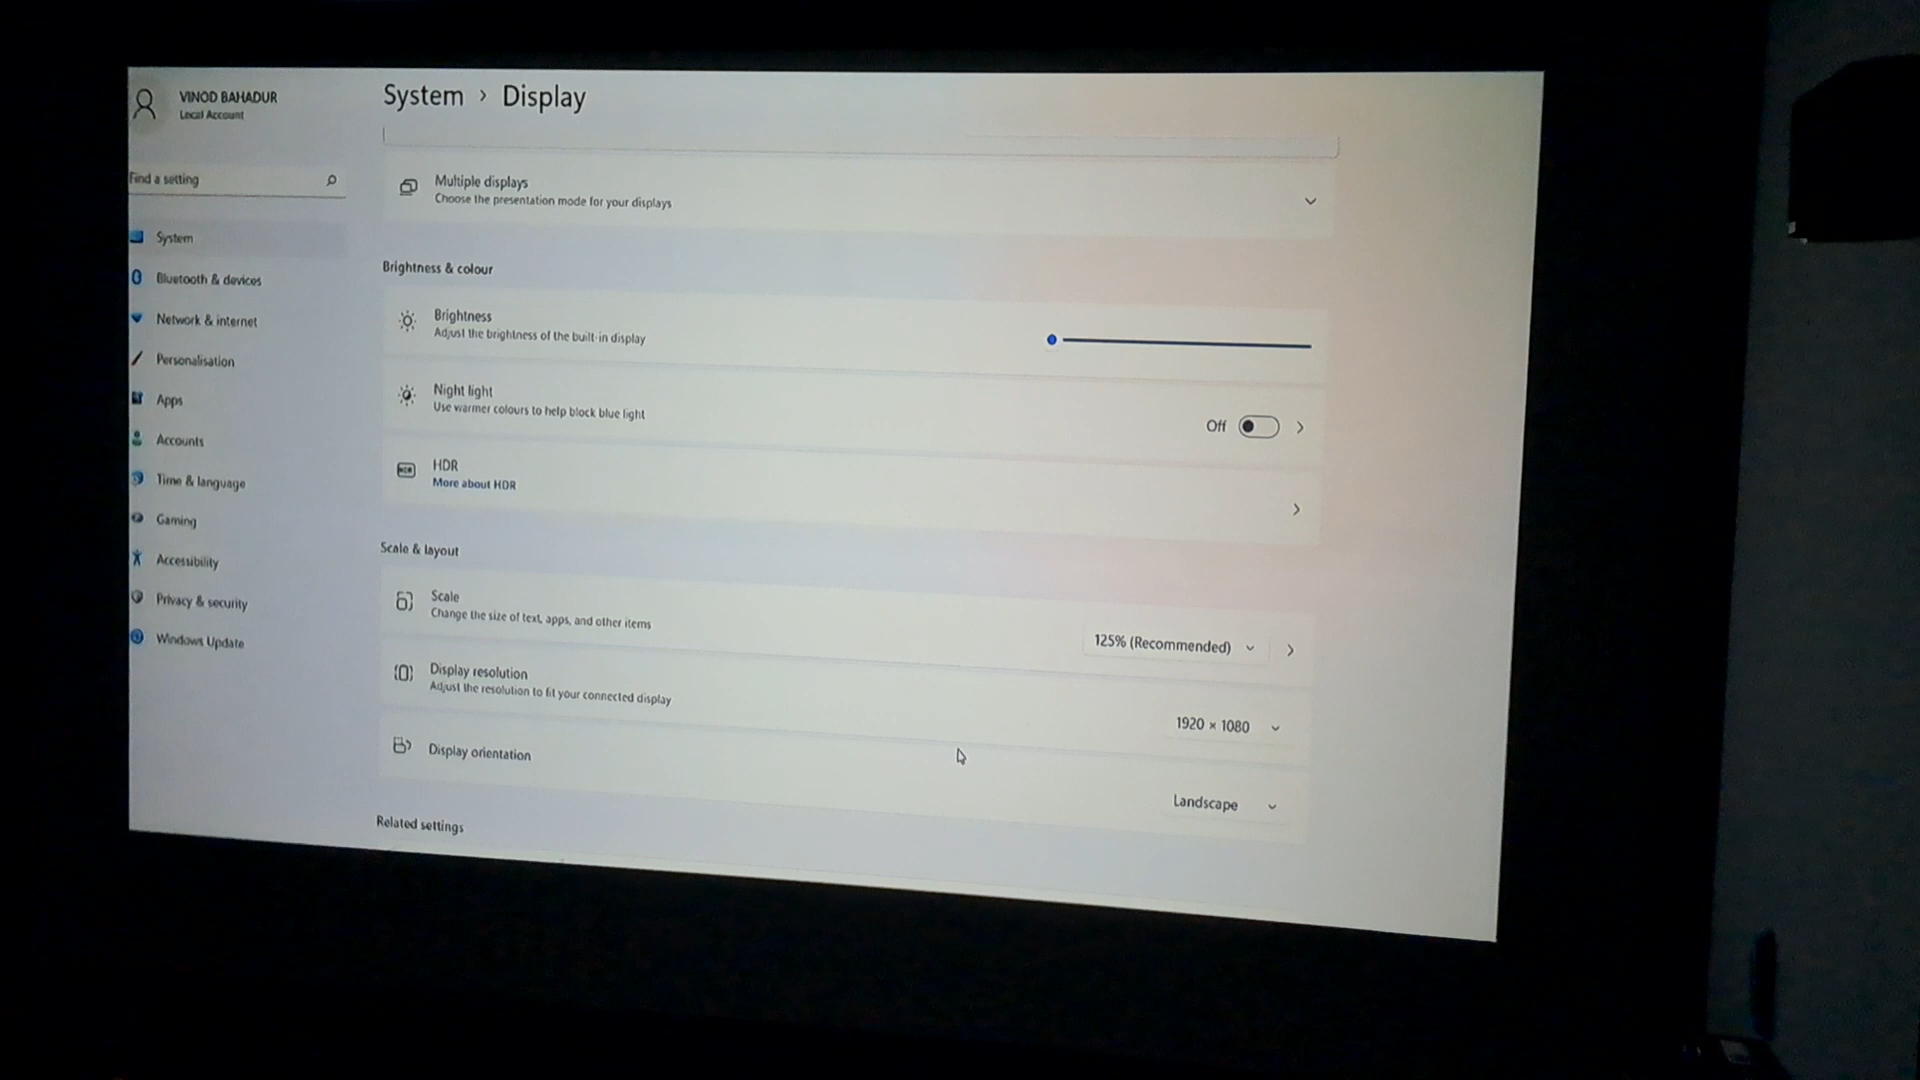 VINOD BAHADUR
Local Account
Find a setting
System
Bluetooth & devices
Network & internet
Personalisation
Apps
Accounts
Time & language
Gaming
Accessibility
Privacy & security
Windows Update
System > Display
Multiple displays
Choose the presentation mode for your displays
Brightness & colour
Brightness
Adjust the brightness of the built-in display
Night light
Use warmer colours to help block blue light
Off
HDR
More about HDR
Scale & layout
Scale
Change the size of text, apps, and other items
125% (Recommended)
Display resolution
Adjust the resolution to fit your connected display
1920 × 1080
Display orientation
Landscape
Related settings